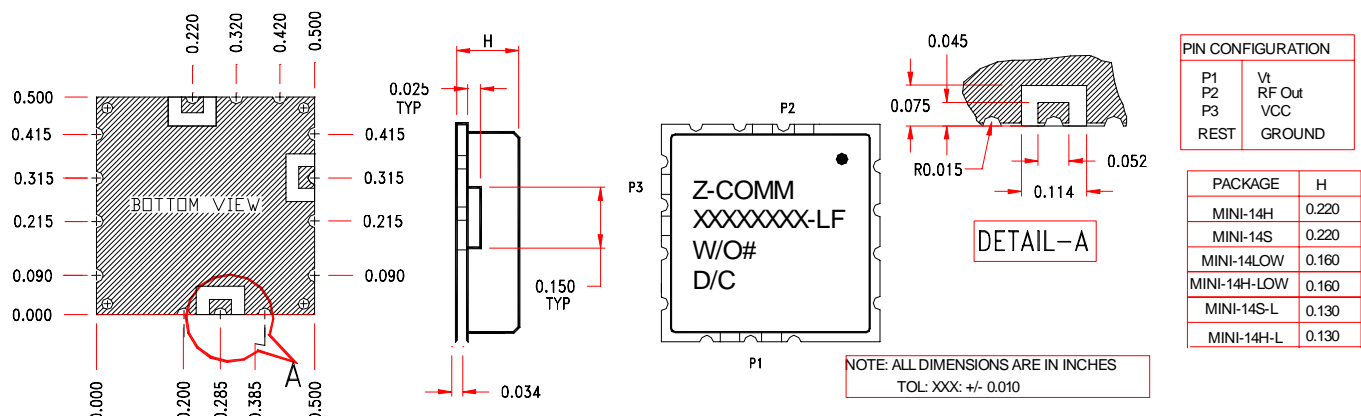 0.220
0.320
0.420
0.500
0.500
0.415
0.315
0.215
0.090
0.000
0.415
0.315
0.215
0.090
BOTTOM VIEW
A
0.000
0.200
0.285
0.385
0.500
H
0.025
TYP
0.150
TYP
0.034
P2
P3
Z-COMM
XXXXXXXX-LF
W/O#
D/C
P1
0.045
0.075
R0.015
0.052
0.114
DETAIL-A
NOTE: ALL DIMENSIONS ARE IN INCHES
TOL: XXX: +/- 0.010
PIN CONFIGURATION
P1 Vt
P2 RF Out
P3 VCC
REST GROUND
PACKAGE H
MINI-14H 0.220
MINI-14S 0.220
MINI-14LOW 0.160
MINI-14H-LOW 0.160
MINI-14S-L 0.130
MINI-14H-L 0.130